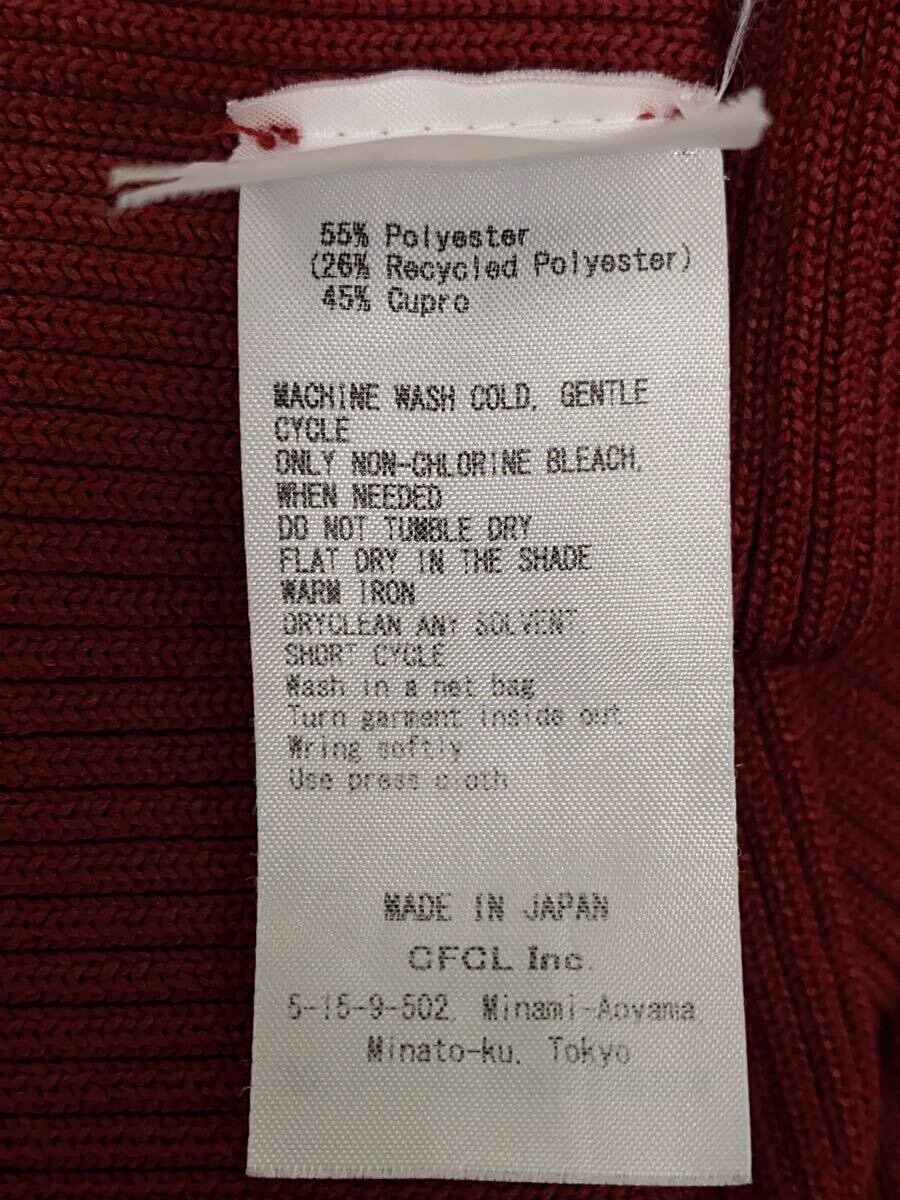 55% Polyester
(26% Recycled Polyester)
45% Cupro
MACHINE WASH COLD, GENTLE
CYCLE
ONLY NON-CHLORINE BLEACH,
WHEN NEEDED
DO NOT TUMBLE DRY
FLAT DRY IN THE SHADE
WARM IRON
DRYCLEAN ANY SOLVENT,
SHORT CYCLE
Wash in a net bag
Turn garment inside out
Wring softly
Use press cloth
MADE IN JAPAN
CFCL Inc.
5-15-9-502, Minami-Aoyama,
Minato-ku, Tokyo